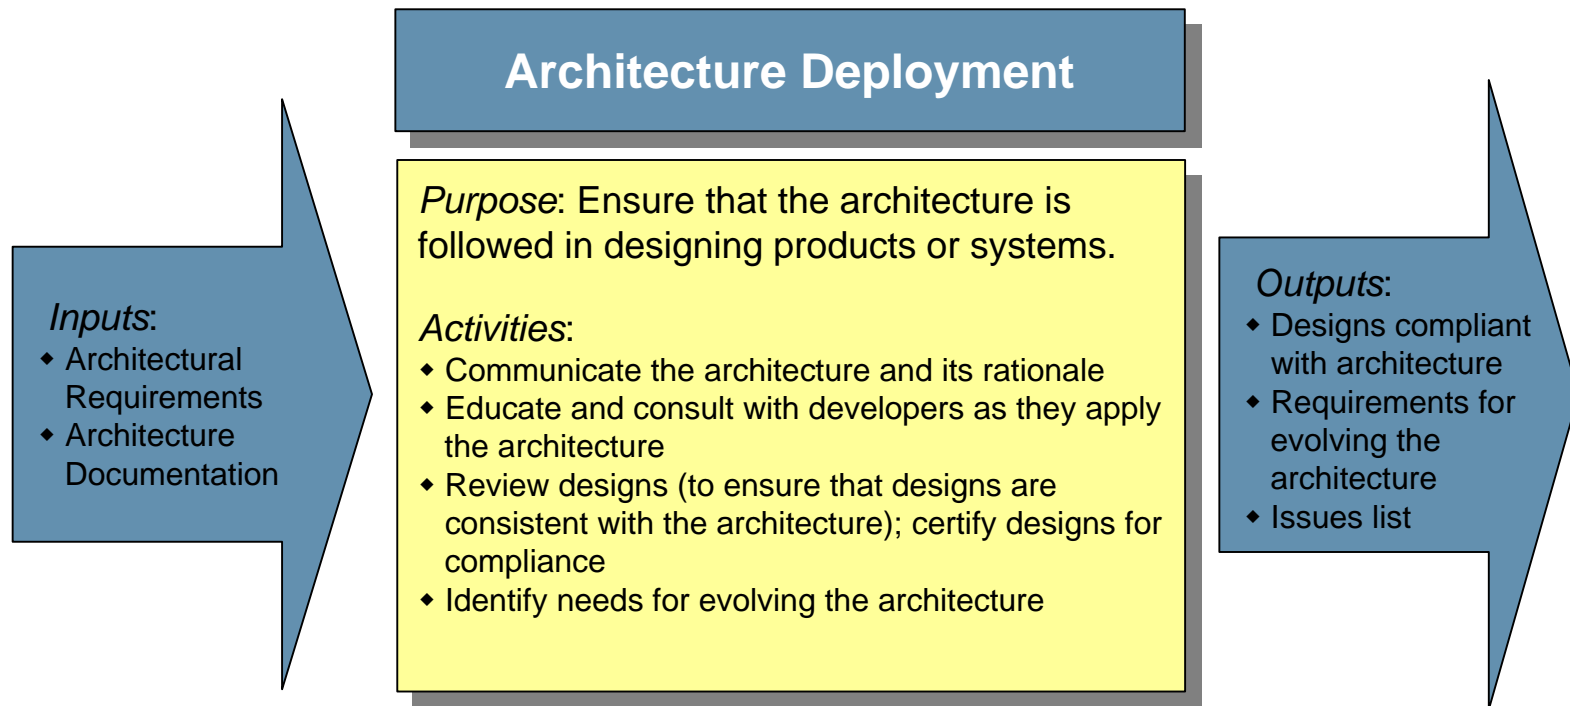 Architecture Deployment
Inputs:
◆ Architectural
Requirements
◆ Architecture
Documentation
Purpose: Ensure that the architecture is
followed in designing products or systems.
Activities:
◆ Communicate the architecture and its rationale
◆ Educate and consult with developers as they apply
the architecture
◆ Review designs (to ensure that designs are
consistent with the architecture); certify designs for
compliance
◆ Identify needs for evolving the architecture
Outputs:
◆ Designs compliant
with architecture
◆ Requirements for
evolving the
architecture
◆ Issues list